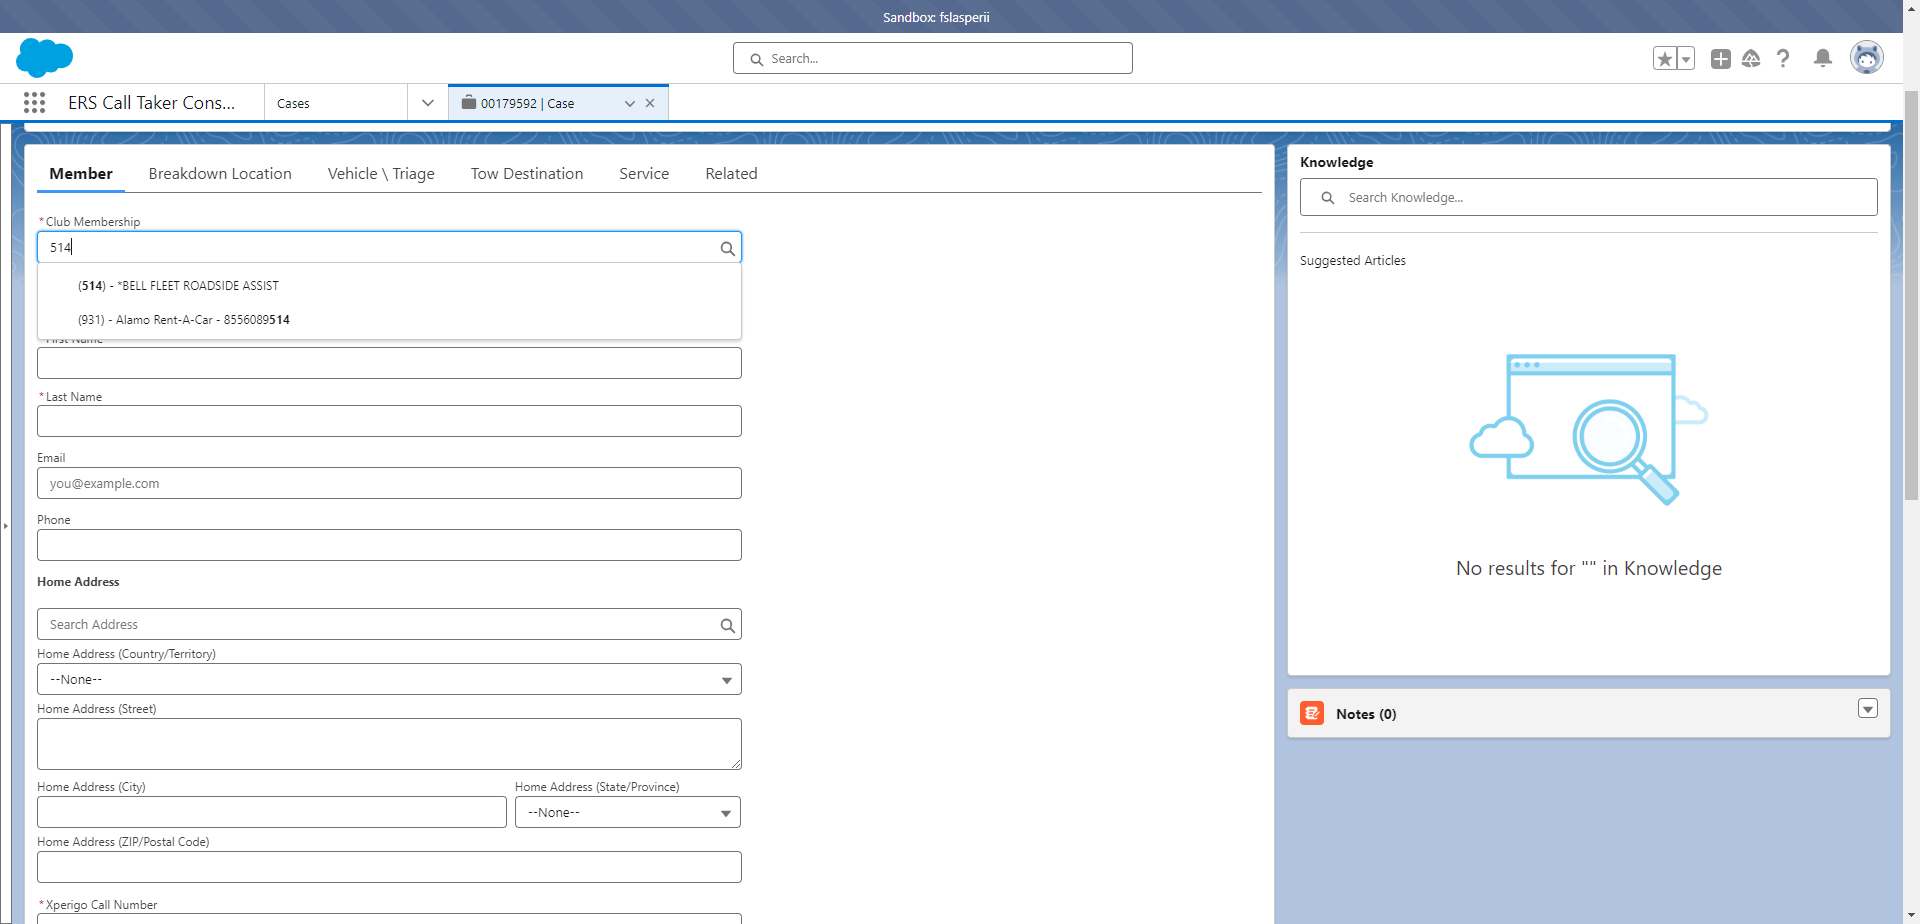 Sandbox: fslasperii
Search...
ERS Call Taker Cons...
Cases
00179592 | Case
Member
Breakdown Location
Vehicle \ Triage
Tow Destination
Service
Related
*Club Membership
514
(514) - *BELL FLEET ROADSIDE ASSIST
(931) - Alamo Rent-A-Car - 8556089514
*First Name
*Last Name
Email
you@example.com
Phone
Home Address
Search Address
Home Address (Country/Territory)
--None--
Home Address (Street)
Home Address (City)
Home Address (State/Province)
--None--
Home Address (ZIP/Postal Code)
*Xperigo Call Number
Knowledge
Search Knowledge...
Suggested Articles
No results for "" in Knowledge
Notes (0)